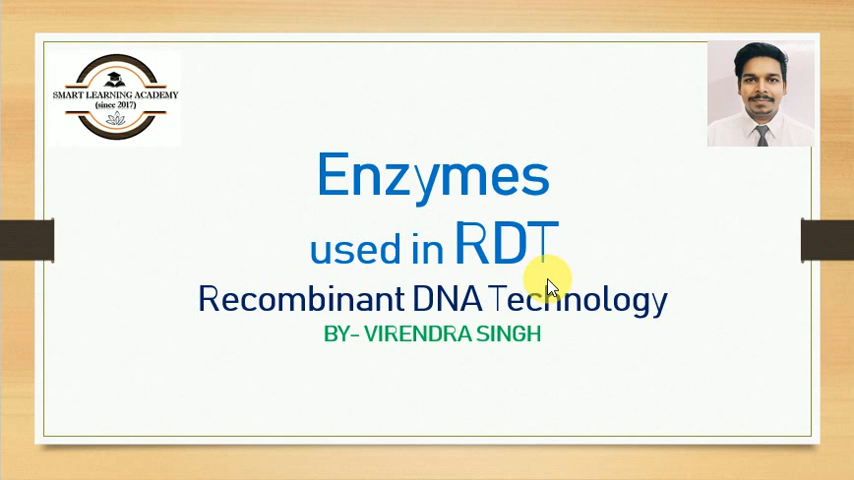 SMART LEARNING ACADEMY
(since 2017)
Enzymes
used in RDT
Recombinant DNA Technology
BY- VIRENDRA SINGH